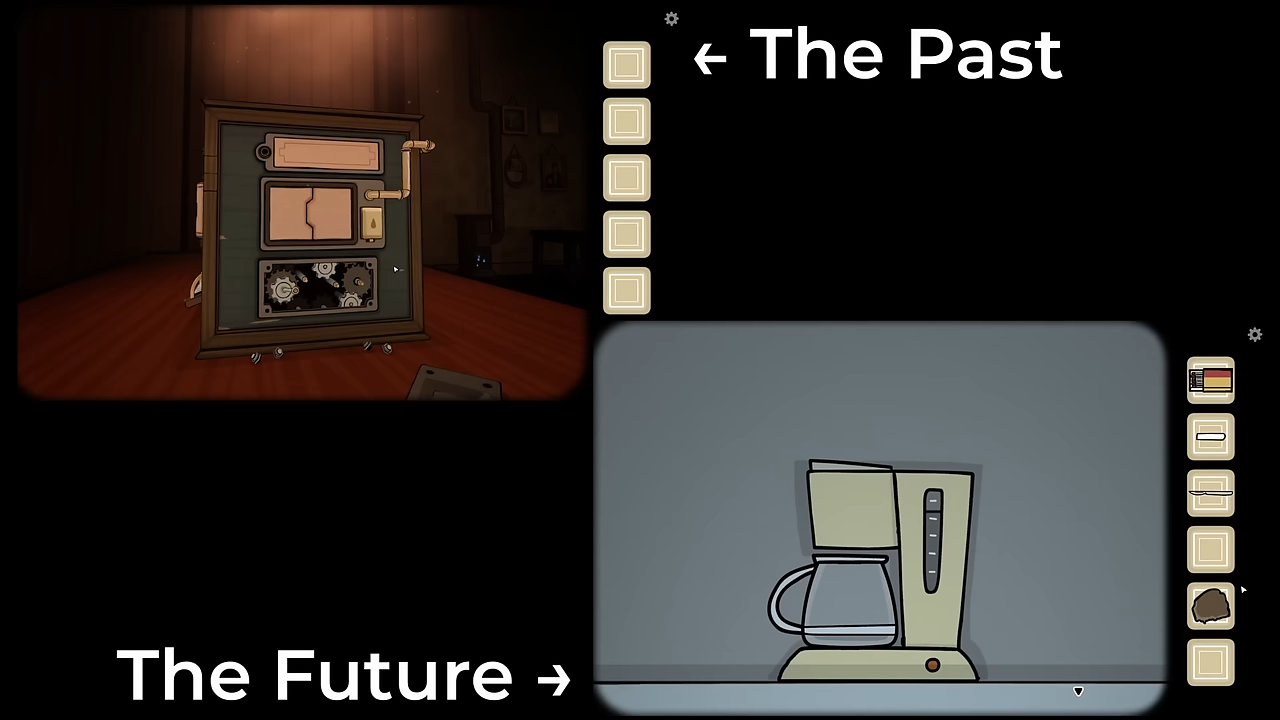 ← The Past
The Future →